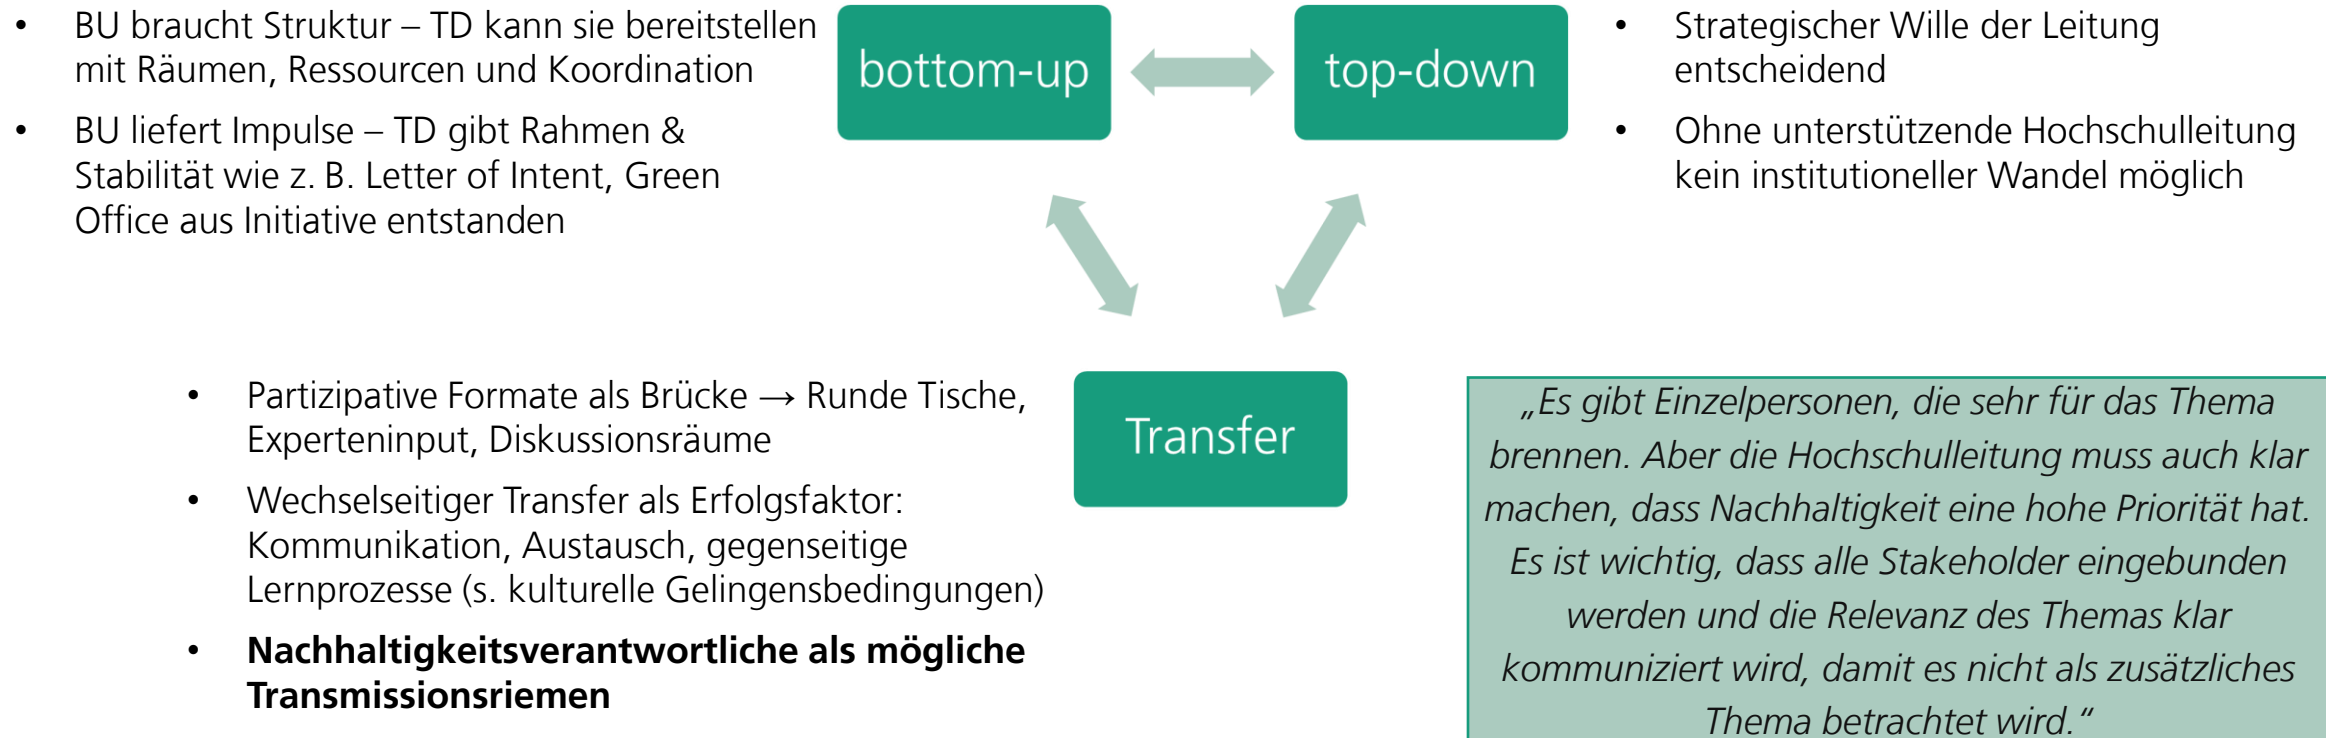 • BU braucht Struktur – TD kann sie bereitstellen
mit Räumen, Ressourcen und Koordination
• BU liefert Impulse – TD gibt Rahmen &
Stabilität wie z. B. Letter of Intent, Green
Office aus Initiative entstanden
bottom-up
top-down
• Strategischer Wille der Leitung
entscheidend
• Ohne unterstützende Hochschulleitung
kein institutioneller Wandel möglich
• Partizipative Formate als Brücke → Runde Tische,
Experteninput, Diskussionsräume
• Wechselseitiger Transfer als Erfolgsfaktor:
Kommunikation, Austausch, gegenseitige
Lernprozesse (s. kulturelle Gelingensbedingungen)
• Nachhaltigkeitsverantwortliche als mögliche
Transmissionsriemen
Transfer
„Es gibt Einzelpersonen, die sehr für das Thema
brennen. Aber die Hochschulleitung muss auch klar
machen, dass Nachhaltigkeit eine hohe Priorität hat.
Es ist wichtig, dass alle Stakeholder eingebunden
werden und die Relevanz des Themas klar
kommuniziert wird, damit es nicht als zusätzliches
Thema betrachtet wird.“